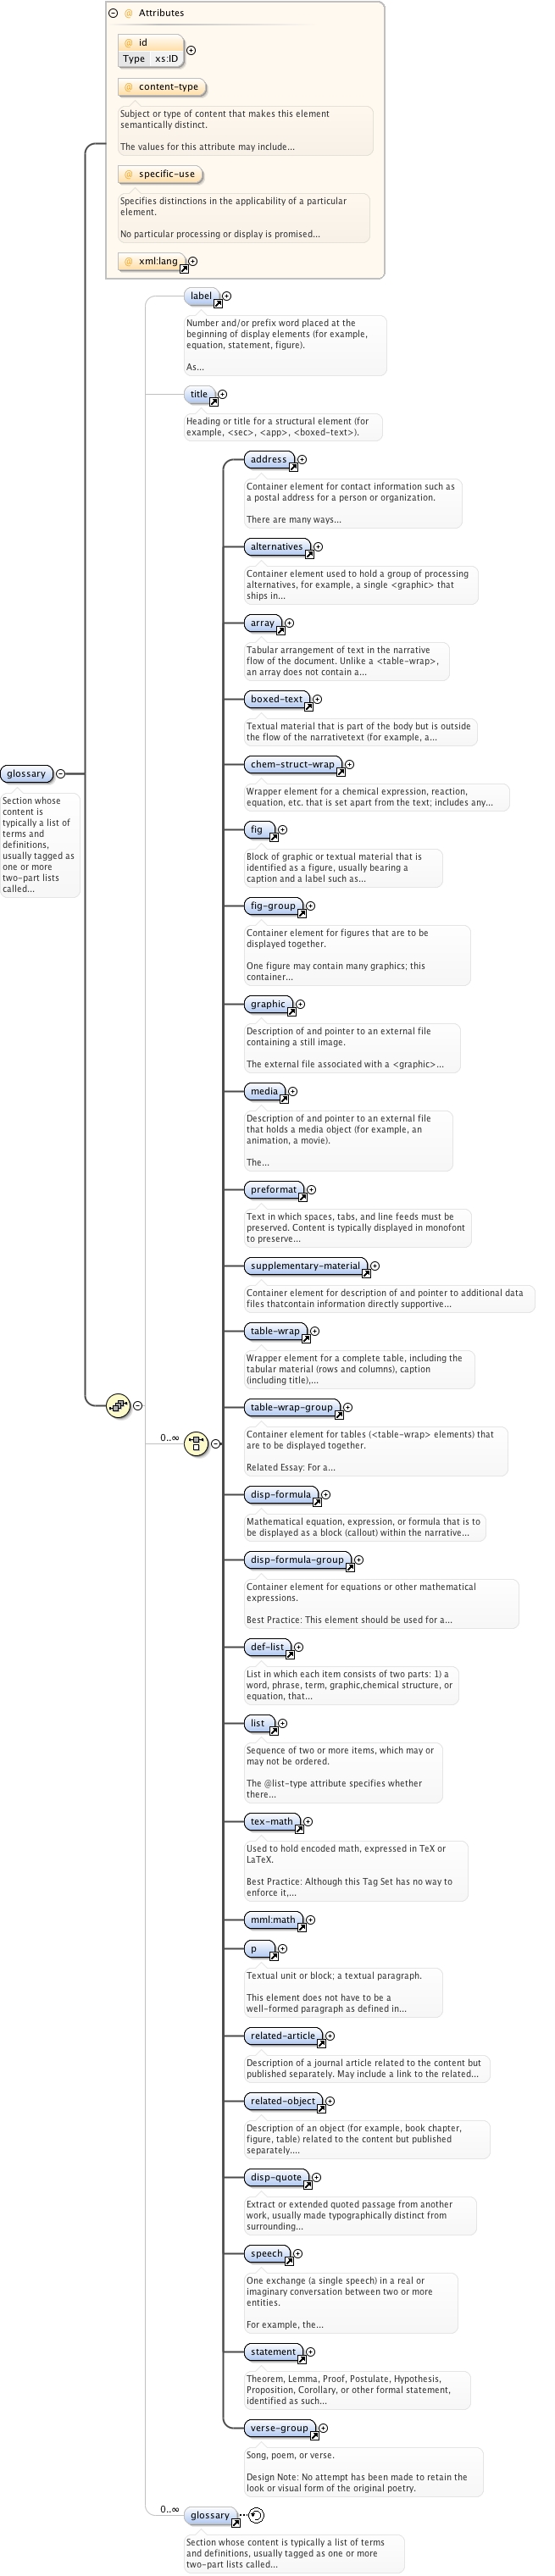 @ Attributes
@ id
Type xs:ID
@ content-type
Subject or type of content that makes this element
semantically distinct.
The values for this attribute may include...
@ specific-use
Specifies distinctions in the applicability of a particular
element.
No particular processing or display is promised...
@ xml:lang
label
Number and/or prefix word placed at the
beginning of display elements (for example,
equation, statement, figure).
As...
title
Heading or title for a structural element (for
example, <sec>, <app>, <boxed-text>).
address
Container element for contact information such as
a postal address for a person or organization.
There are many ways...
alternatives
Container element used to hold a group of processing
alternatives, for example, a single <graphic> that
ships in...
array
Tabular arrangement of text in the narrative
flow of the document. Unlike a <table-wrap>,
an array does not contain a...
boxed-text
Textual material that is part of the body but is outside
the flow of the narrativetext (for example, a...
chem-struct-wrap
Wrapper element for a chemical expression, reaction,
equation, etc. that is set apart from the text; includes any...
glossary
Section whose
content is
typically a list of
terms and
definitions,
usually tagged as
one or more
two-part lists
called...
fig
Block of graphic or textual material that is
identified as a figure, usually bearing a
caption and a label such as...
fig-group
Container element for figures that are to be
displayed together.
One figure may contain many graphics; this
container...
graphic
Description of and pointer to an external file
containing a still image.
The external file associated with a <graphic>...
media
Description of and pointer to an external file
that holds a media object (for example, an
animation, a movie).
The...
preformat
Text in which spaces, tabs, and line feeds must be
preserved. Content is typically displayed in monofont
to preserve...
supplementary-material
Container element for description of and pointer to additional data
files thatcontain information directly supportive...
table-wrap
Wrapper element for a complete table, including the
tabular material (rows and columns), caption
(including title),...
table-wrap-group
Container element for tables (<table-wrap> elements) that
are to be displayed together.
Related Essay: For a...
0..∞
disp-formula
Mathematical equation, expression, or formula that is to
be displayed as a block (callout) within the narrative...
disp-formula-group
Container element for equations or other mathematical
expressions.
Best Practice: This element should be used for a...
def-list
List in which each item consists of two parts: 1) a
word, phrase, term, graphic,chemical structure, or
equation, that...
list
Sequence of two or more items, which may or
may not be ordered.
The @list-type attribute specifies whether
there...
tex-math
Used to hold encoded math, expressed in TeX or
LaTeX.
Best Practice: Although this Tag Set has no way to
enforce it,...
mml:math
p
Textual unit or block; a textual paragraph.
This element does not have to be a
well-formed paragraph as defined in...
related-article
Description of a journal article related to the content but
published separately. May include a link to the related...
related-object
Description of an object (for example, book chapter,
figure, table) related to the content but published
separately....
disp-quote
Extract or extended quoted passage from another
work, usually made typographically distinct from
surrounding...
speech
One exchange (a single speech) in a real or
imaginary conversation between two or more
entities.
For example, the...
statement
Theorem, Lemma, Proof, Postulate, Hypothesis,
Proposition, Corollary, or other formal statement,
identified as such...
verse-group
Song, poem, or verse.
Design Note: No attempt has been made to retain the
look or visual form of the original poetry.
0..∞
glossary
Section whose content is typically a list of terms
and definitions, usually tagged as one or more
two-part lists called...